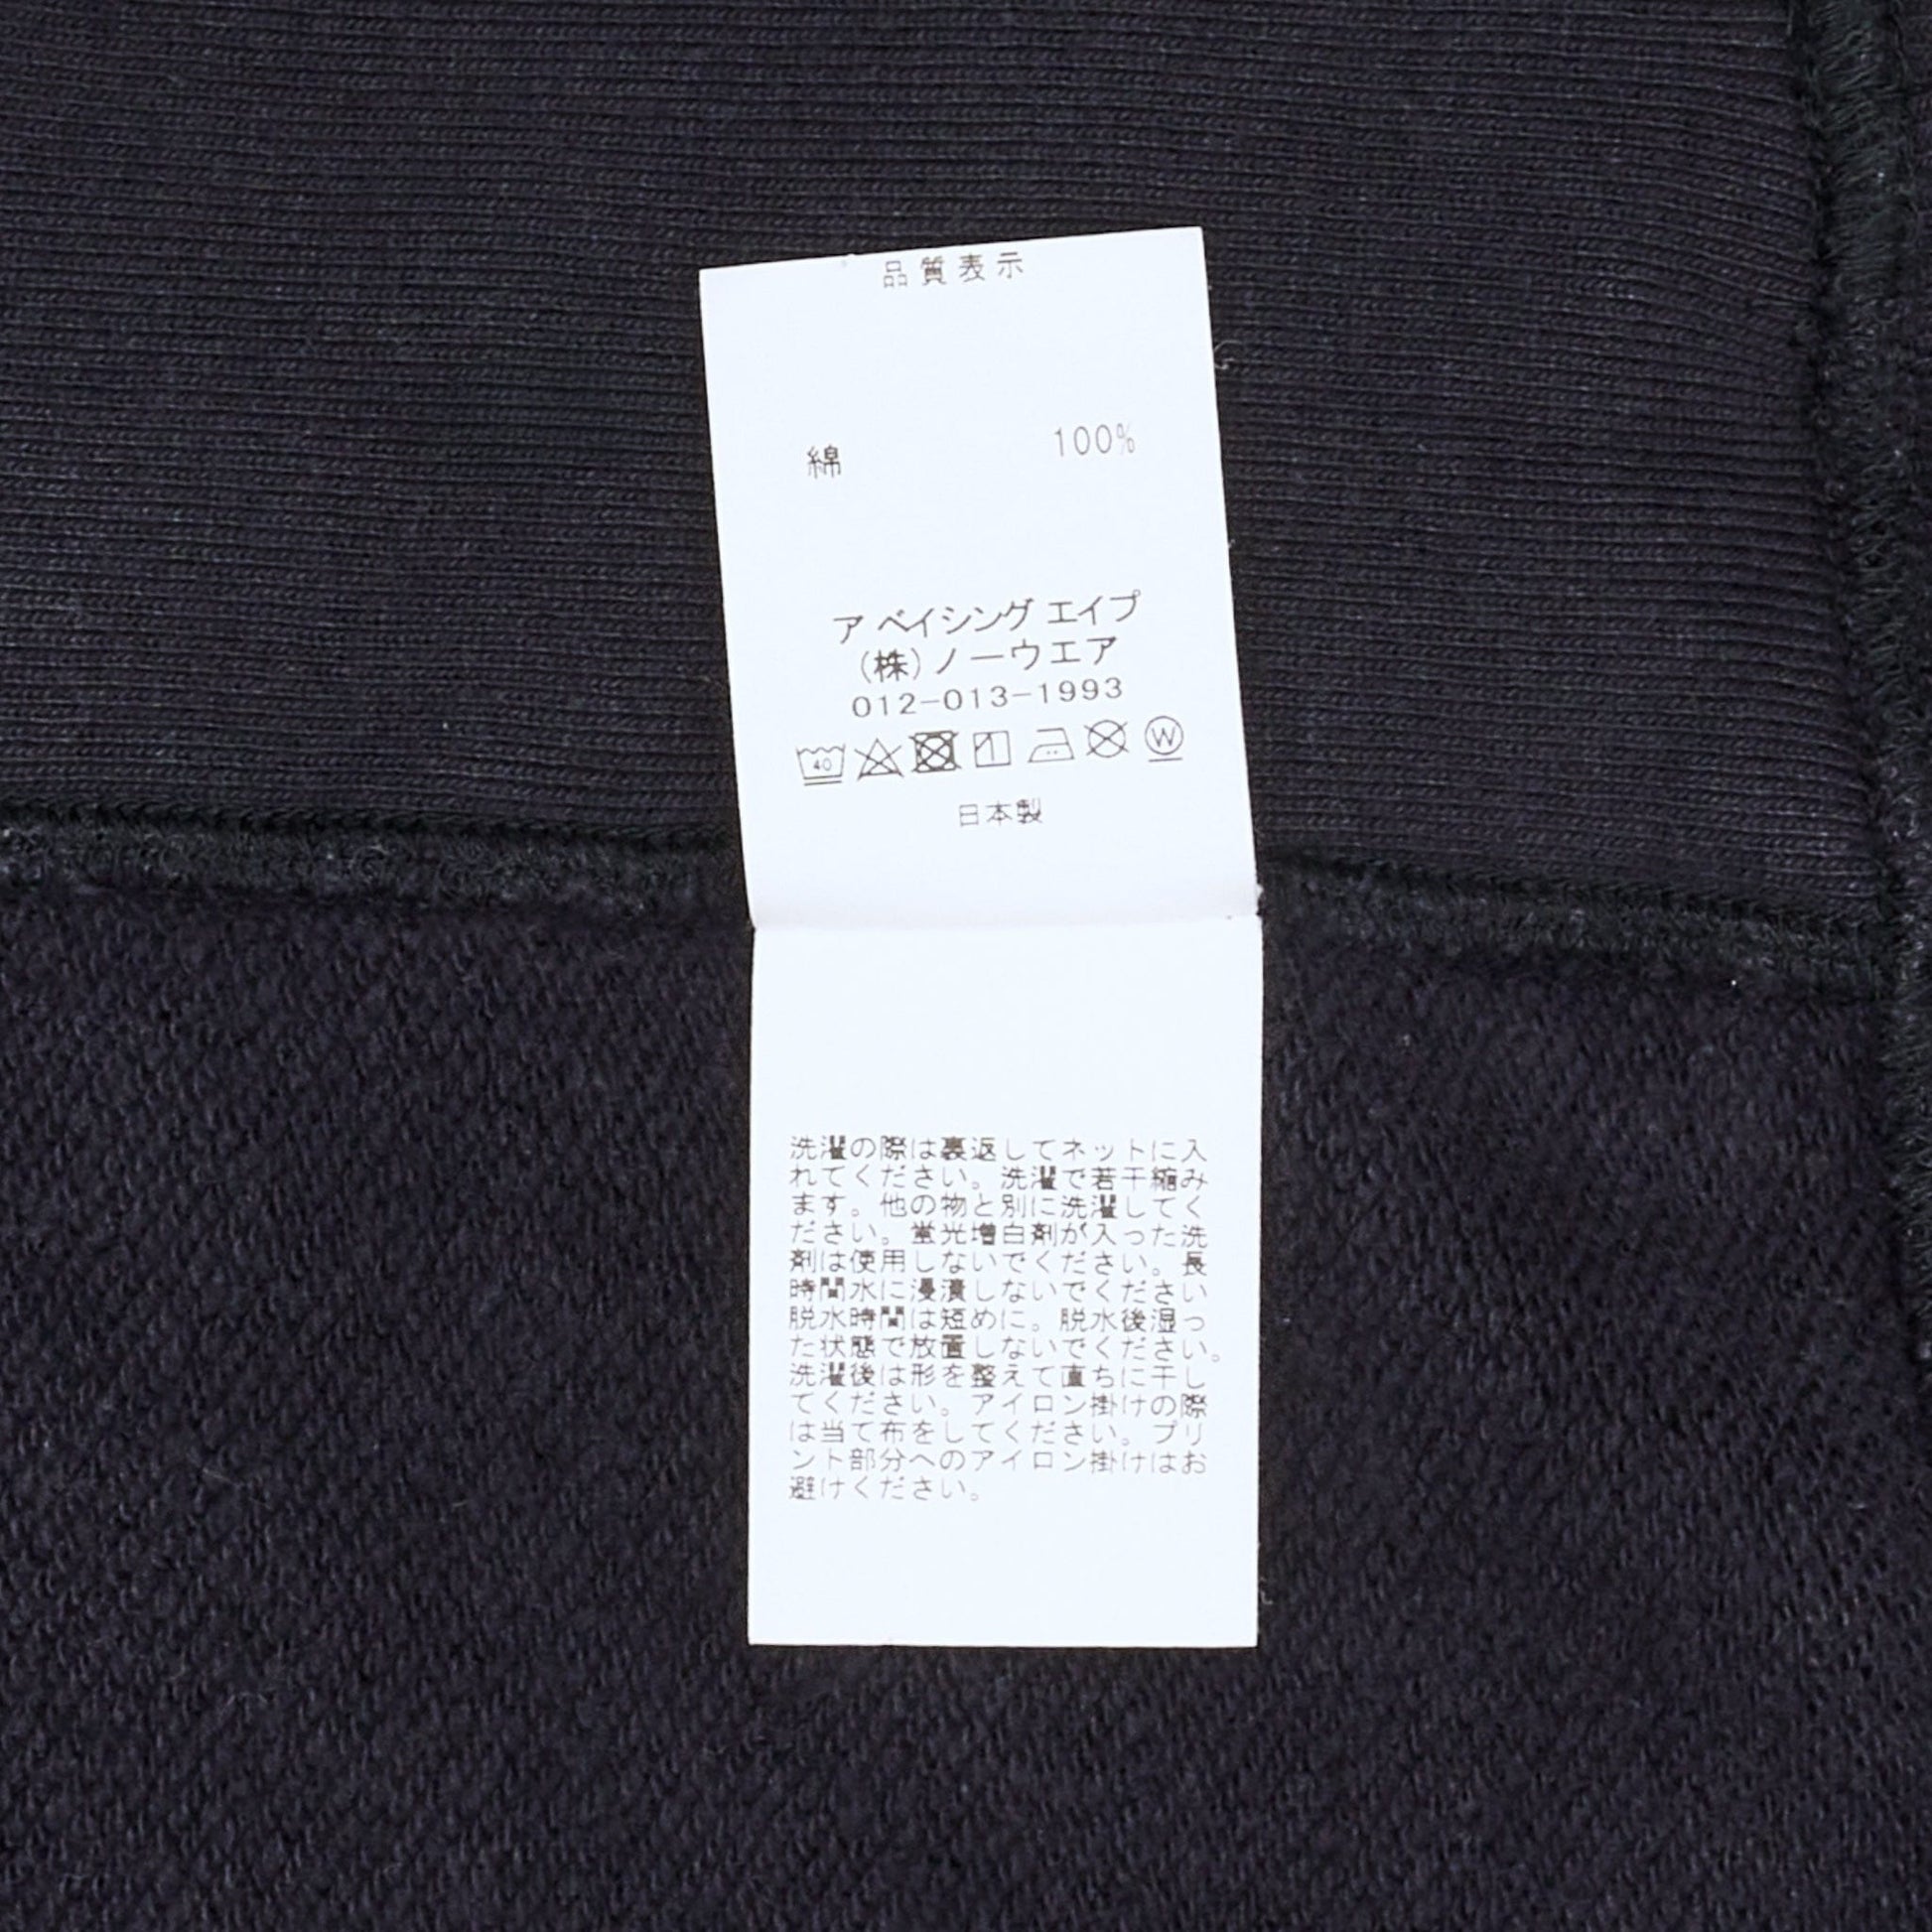 品質表示
綿 100%
ア ベイシング エイプ
(株)ノーウエア
012-013-1993
40 W
日本製
洗濯の際は裏返してネットに入
れてください。洗濯で若干縮み
ます。他の物と別に洗濯してく
ださい。蛍光増白剤が入った洗
剤は使用しないでください。長
時間水に浸漬しないでください
脱水時間は短めに。脱水後湿っ
た状態で放置しないでください。
洗濯後は形を整えて直ちに干し
てください。アイロン掛けの際
は当て布をしてください。プリ
ント部分へのアイロン掛けはお
避けください。